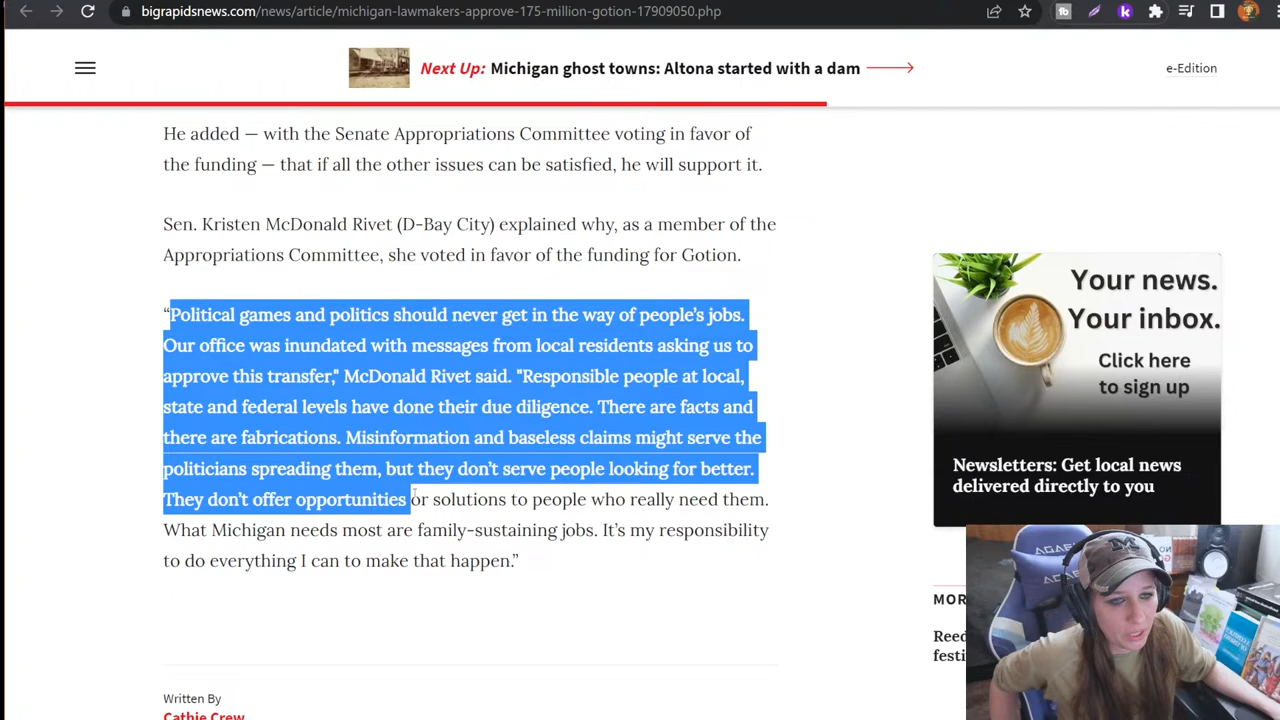 bigrapidsnews.com/news/article/michigan-lawmakers-approve-175-million-gotion-17909050.php
Next Up: Michigan ghost towns: Altona started with a dam
e-Edition
He added — with the Senate Appropriations Committee voting in favor of
the funding — that if all the other issues can be satisfied, he will support it.
Sen. Kristen McDonald Rivet (D-Bay City) explained why, as a member of the
Appropriations Committee, she voted in favor of the funding for Gotion.
“Political games and politics should never get in the way of people’s jobs.
Our office was inundated with messages from local residents asking us to
approve this transfer," McDonald Rivet said. "Responsible people at local,
state and federal levels have done their due diligence. There are facts and
there are fabrications. Misinformation and baseless claims might serve the
politicians spreading them, but they don’t serve people looking for better.
They don’t offer opportunities or solutions to people who really need them.
What Michigan needs most are family-sustaining jobs. It’s my responsibility
to do everything I can to make that happen.”
Written By
Cathie Crew
Your news.
Your inbox.
Click here
to sign up
Newsletters: Get local news
delivered directly to you
MOR
Reed
festi